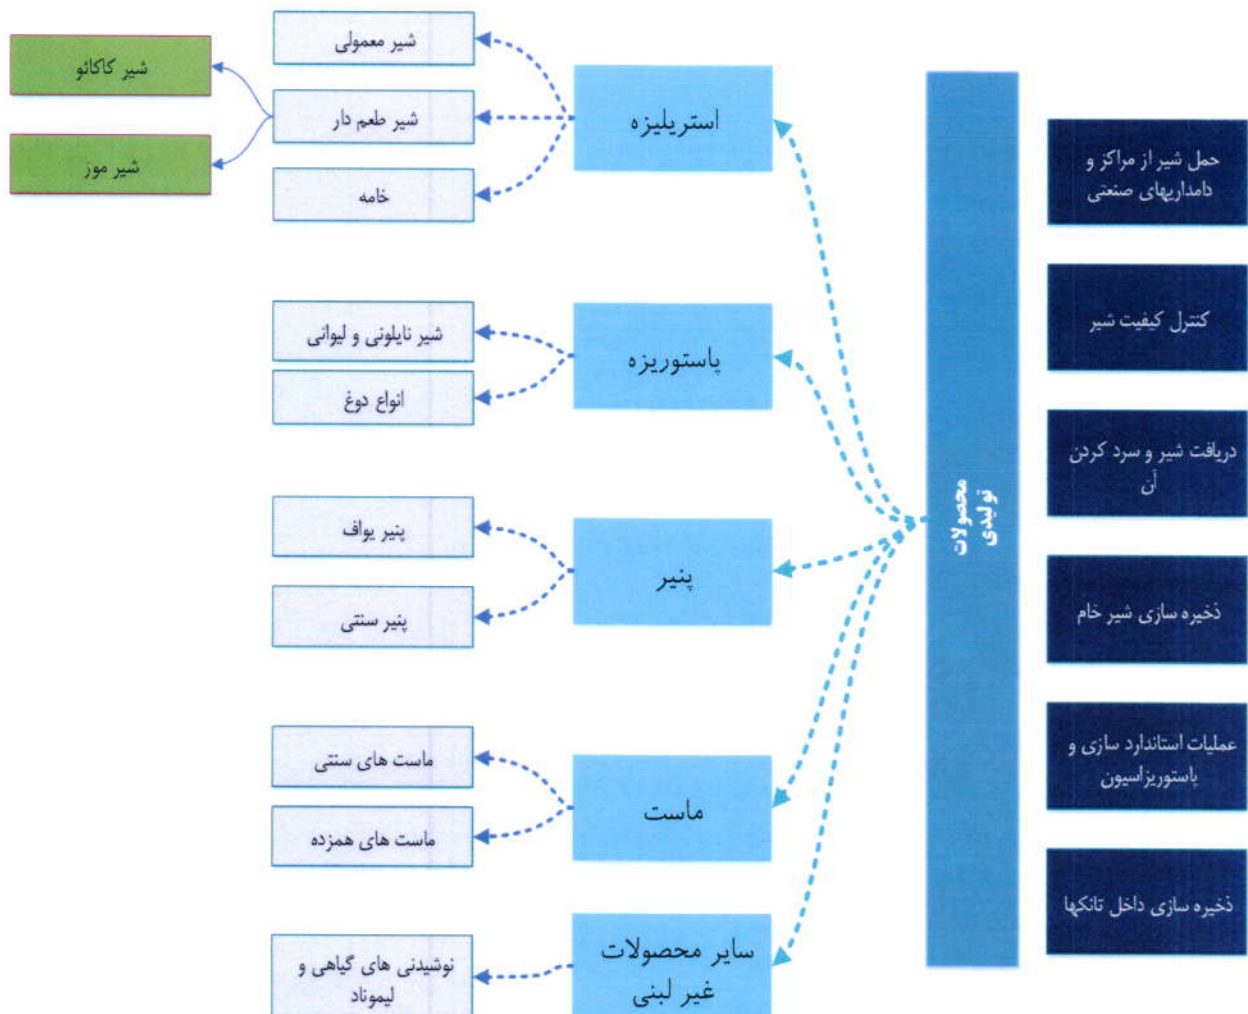 حمل شیر از مراکز و
دامداریهای صنعتی
کنترل کیفیت شیر
دریافت شیر و سرد کردن
آن
ذخیره سازی شیر خام
عملیات استاندارد سازی و
پاستوریزاسیون
ذخیره سازی داخل تانکها
محصولات
تولیدی
استریلیزه
شیر معمولی
شیر طعم دار
خامه
شیر کاکائو
شیر موز
پاستوریزه
شیر نایلونی و لیوانی
انواع دوغ
پنیر
پنیر یواف
پنیر سنتی
ماست
ماست های سنتی
ماست های همزده
سایر محصولات
غیر لبنی
نوشیدنی های گیاهی و
لیموناد